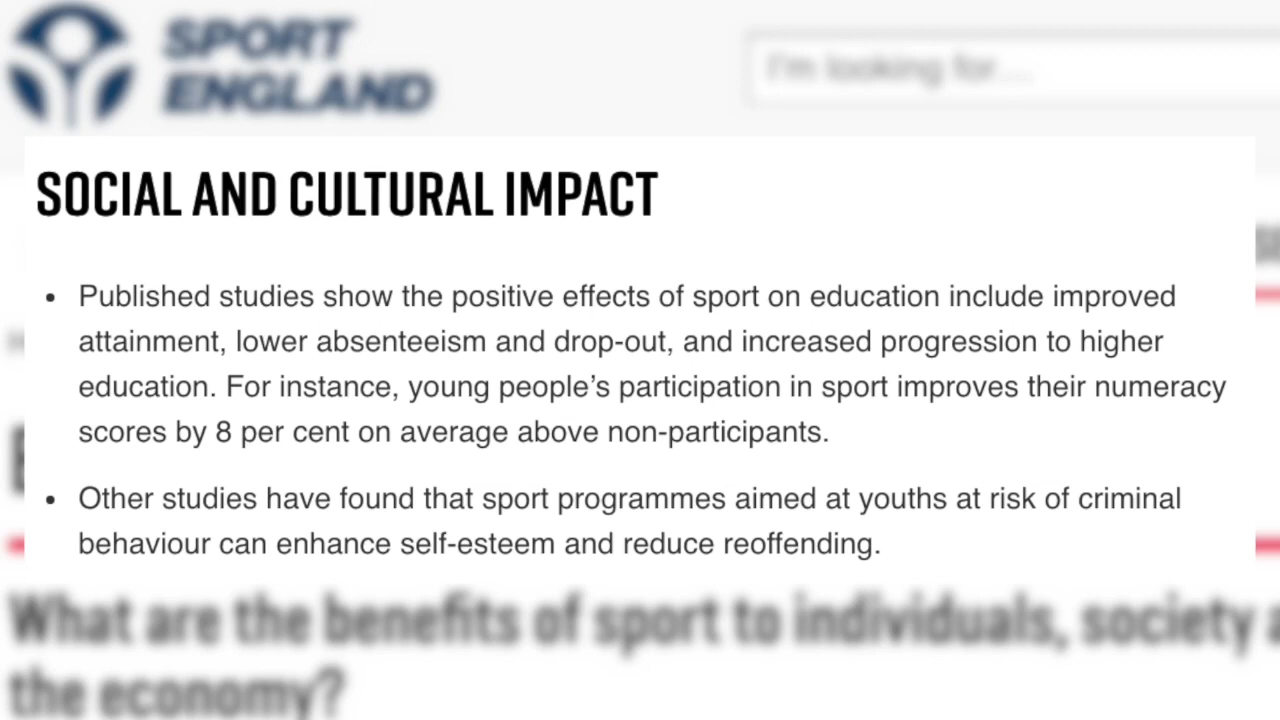 SPORT
ENGLAND
I'm looking for...
SOCIAL AND CULTURAL IMPACT
• Published studies show the positive effects of sport on education include improved
attainment, lower absenteeism and drop-out, and increased progression to higher
education. For instance, young people’s participation in sport improves their numeracy
scores by 8 per cent on average above non-participants.
• Other studies have found that sport programmes aimed at youths at risk of criminal
behaviour can enhance self-esteem and reduce reoffending.
What are the benefits of sport to individuals, society
the economy?